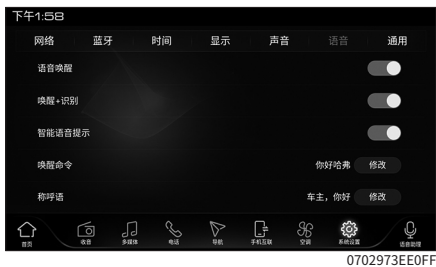 下午1:58
网络 蓝牙 时间 显示 声音 语音 通用
语音唤醒
唤醒+识别
智能语音提示
唤醒命令 你好哈弗 修改
称呼语 车主，你好 修改
首页 收音 多媒体 电话 导航 手机互联 空调 系统设置 语音助理
0702973EE0FF